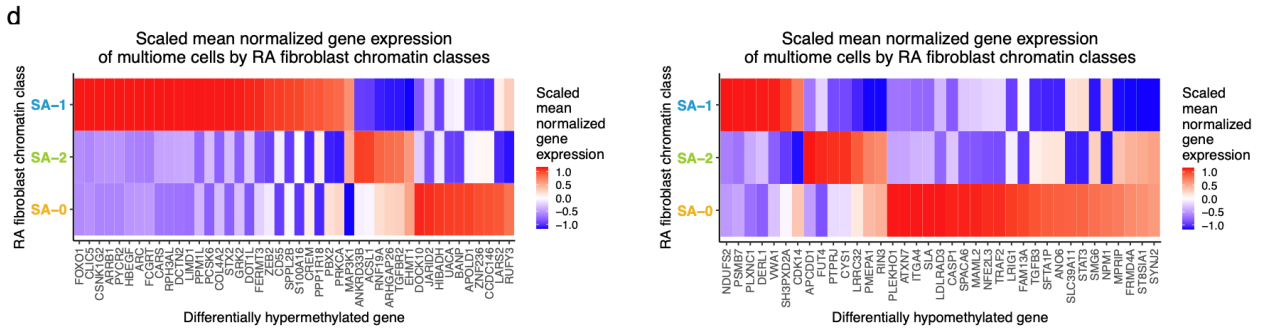 d
Scaled mean normalized gene expression
of multiome cells by RA fibroblast chromatin classes
RA fibroblast chromatin class
SA-1
SA-2
SA-0
FOXO1
CLIC5
CSNK1G2
ARRB1
PYCR2
HBEGF
ARC
FCGRT
CARS
RPH3AL
DCTN2
LIMD1
PPM1L
PCSK6
COL4A2
STX2
GRK2
DOT1L
FERMT3
ZEB2
CD55
SPPL2B
S100A16
CREM
PPP1R18
PBX2
PRKCA
MAP3K1
ANKRD33B
ACSL1
RNF19A
ARHGAP26
TGFBR2
EHMT1
DOCK10
JARID2
HIBADH
UACA
BANP
APOLD1
ZNF236
CCDC146
LARS2
RUFY3
Differentially hypermethylated gene
Scaled
mean
normalized
gene
expression
1.0
0.5
0.0
−0.5
−1.0
Scaled mean normalized gene expression
of multiome cells by RA fibroblast chromatin classes
RA fibroblast chromatin class
SA-1
SA-2
SA-0
NDUFS2
PSMB7
PLXNC1
DERL1
VWA1
SH3PXD2A
CDK14
APCDD1
FUT4
PTPRJ
CYS1
LRRC32
PMEPA1
RIN3
PLEKHO1
ATXN7
ITGA4
SLA
LDLRAD3
CASP1
SPACA6
MAML2
NFE2L3
TRAF2
LRIG1
FAM13A
TGFB3
SFTA1P
ANO6
SLC39A11
STAT3
SMG6
NPM1
MPRIP
FRMD4A
ST8SIA1
SYNJ2
Differentially hypomethylated gene
Scaled
mean
normalized
gene
expression
1.0
0.5
0.0
−0.5
−1.0